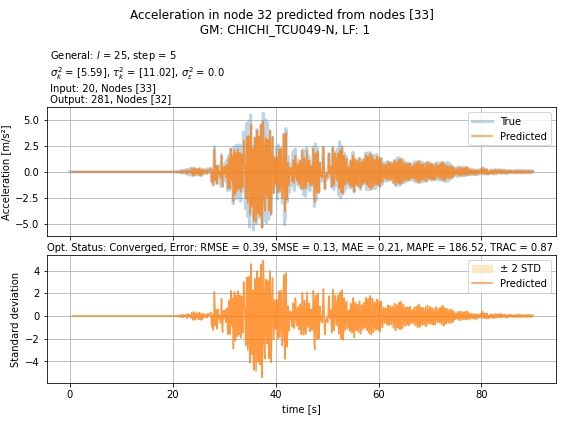 Acceleration in node 32 predicted from nodes [33]
GM: CHICHI_TCU049-N, LF: 1
General: l = 25, step = 5
σ²ₖ = [5.59], τ²ₖ = [11.02], σ²ε = 0.0
Input: 20, Nodes [33]
Output: 281, Nodes [32]
Acceleration [m/s²]
5.0
2.5
0.0
−2.5
−5.0
True
Predicted
Opt. Status: Converged, Error: RMSE = 0.39, SMSE = 0.13, MAE = 0.21, MAPE = 186.52, TRAC = 0.87
Standard deviation
4
2
0
−2
−4
± 2 STD
Predicted
0 20 40 60 80
time [s]